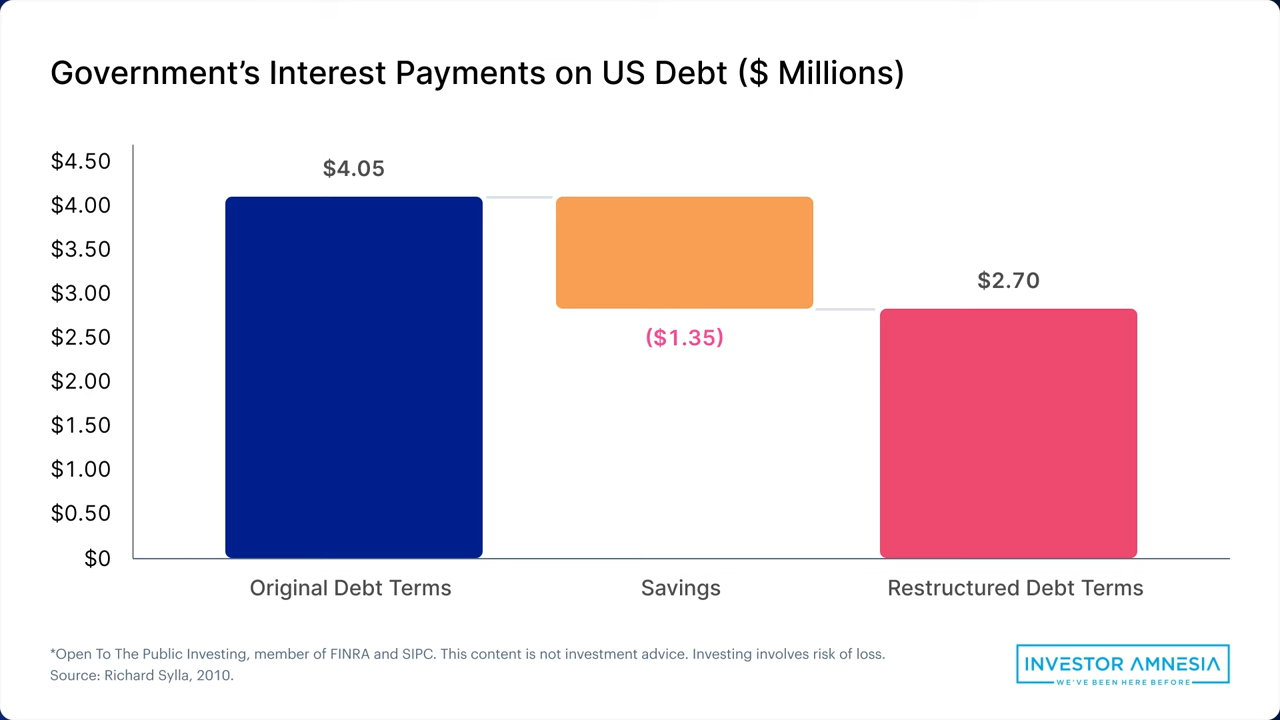 Government’s Interest Payments on US Debt ($ Millions)
$4.50
$4.00
$3.50
$3.00
$2.50
$2.00
$1.50
$1.00
$0.50
$0
$4.05
($1.35)
$2.70
Original Debt Terms
Savings
Restructured Debt Terms
*Open To The Public Investing, member of FINRA and SIPC. This content is not investment advice. Investing involves risk of loss.
Source: Richard Sylla, 2010.
INVESTOR AMNESIA
WE'VE BEEN HERE BEFORE